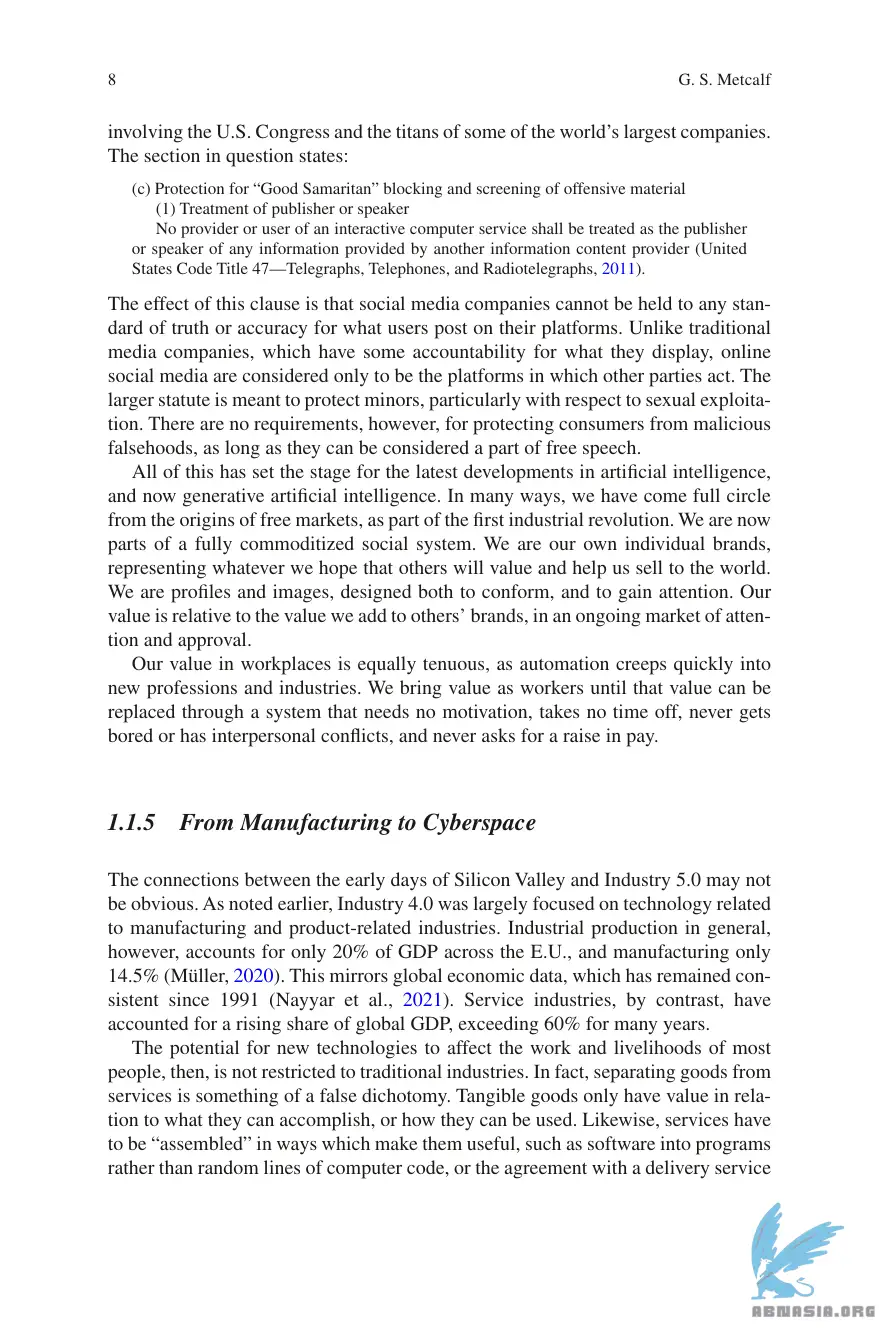 8
G. S. Metcalf
involving the U.S. Congress and the titans of some of the world’s largest companies.
The section in question states:
(c) Protection for “Good Samaritan” blocking and screening of offensive material
(1) Treatment of publisher or speaker
No provider or user of an interactive computer service shall be treated as the publisher
or speaker of any information provided by another information content provider (United
States Code Title 47—Telegraphs, Telephones, and Radiotelegraphs, 2011).
The effect of this clause is that social media companies cannot be held to any stan-
dard of truth or accuracy for what users post on their platforms. Unlike traditional
media companies, which have some accountability for what they display, online
social media are considered only to be the platforms in which other parties act. The
larger statute is meant to protect minors, particularly with respect to sexual exploita-
tion. There are no requirements, however, for protecting consumers from malicious
falsehoods, as long as they can be considered a part of free speech.
All of this has set the stage for the latest developments in artificial intelligence,
and now generative artificial intelligence. In many ways, we have come full circle
from the origins of free markets, as part of the first industrial revolution. We are now
parts of a fully commoditized social system. We are our own individual brands,
representing whatever we hope that others will value and help us sell to the world.
We are profiles and images, designed both to conform, and to gain attention. Our
value is relative to the value we add to others’ brands, in an ongoing market of atten-
tion and approval.
Our value in workplaces is equally tenuous, as automation creeps quickly into
new professions and industries. We bring value as workers until that value can be
replaced through a system that needs no motivation, takes no time off, never gets
bored or has interpersonal conflicts, and never asks for a raise in pay.
1.1.5 From Manufacturing to Cyberspace
The connections between the early days of Silicon Valley and Industry 5.0 may not
be obvious. As noted earlier, Industry 4.0 was largely focused on technology related
to manufacturing and product-related industries. Industrial production in general,
however, accounts for only 20% of GDP across the E.U., and manufacturing only
14.5% (Müller, 2020). This mirrors global economic data, which has remained con-
sistent since 1991 (Nayyar et al., 2021). Service industries, by contrast, have
accounted for a rising share of global GDP, exceeding 60% for many years.
The potential for new technologies to affect the work and livelihoods of most
people, then, is not restricted to traditional industries. In fact, separating goods from
services is something of a false dichotomy. Tangible goods only have value in rela-
tion to what they can accomplish, or how they can be used. Likewise, services have
to be “assembled” in ways which make them useful, such as software into programs
rather than random lines of computer code, or the agreement with a delivery service
ABNASIA.ORG